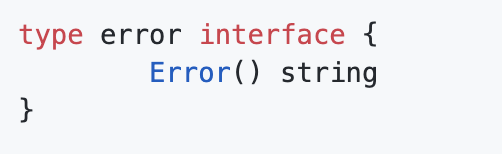 type error interface {
        Error() string
}